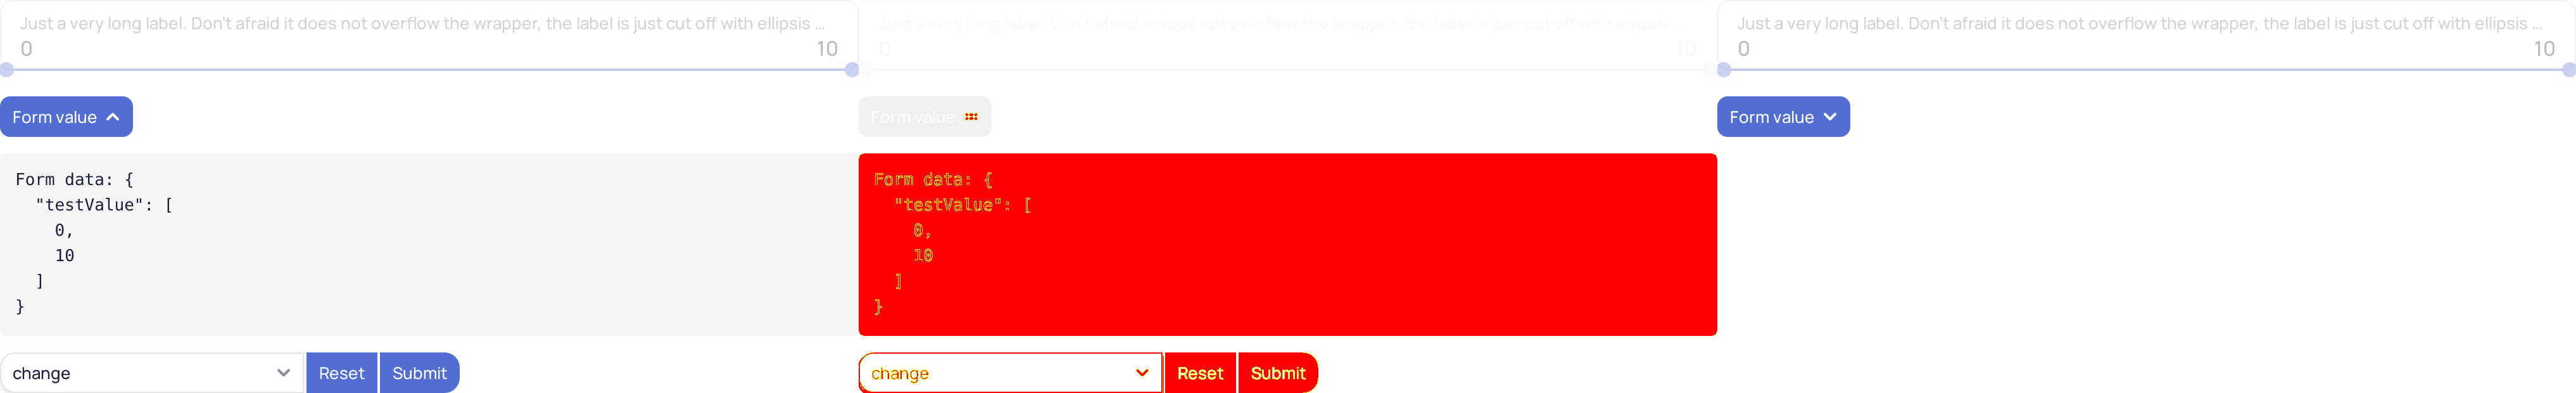 Just a very long label. Don't afraid it does not overflow the wrapper, the label is just cut off with ellipsis ...
0 10
Form value
Form data: {
"testValue": [
0,
10
]
}
change Reset Submit
Just a very long label. Don't afraid it does not overflow the wrapper, the label is just cut off with ellipsis
0 10
Form value
Form data: {
"testValue": [
0,
10
]
}
change Reset Submit
Just a very long label. Don't afraid it does not overflow the wrapper, the label is just cut off with ellipsis ...
0 10
Form value